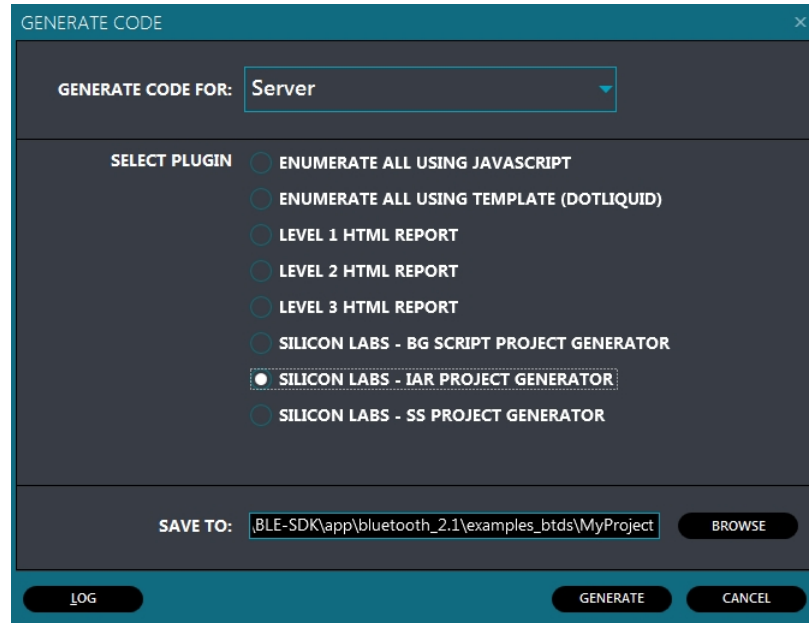 GENERATE CODE ×
GENERATE CODE FOR: Server
SELECT PLUGIN ENUMERATE ALL USING JAVASCRIPT
ENUMERATE ALL USING TEMPLATE (DOTLIQUID)
LEVEL 1 HTML REPORT
LEVEL 2 HTML REPORT
LEVEL 3 HTML REPORT
SILICON LABS - BG SCRIPT PROJECT GENERATOR
SILICON LABS - IAR PROJECT GENERATOR
SILICON LABS - SS PROJECT GENERATOR
SAVE TO: \BLE-SDK\app\bluetooth_2.1\examples_btds\MyProject BROWSE
LOG GENERATE CANCEL